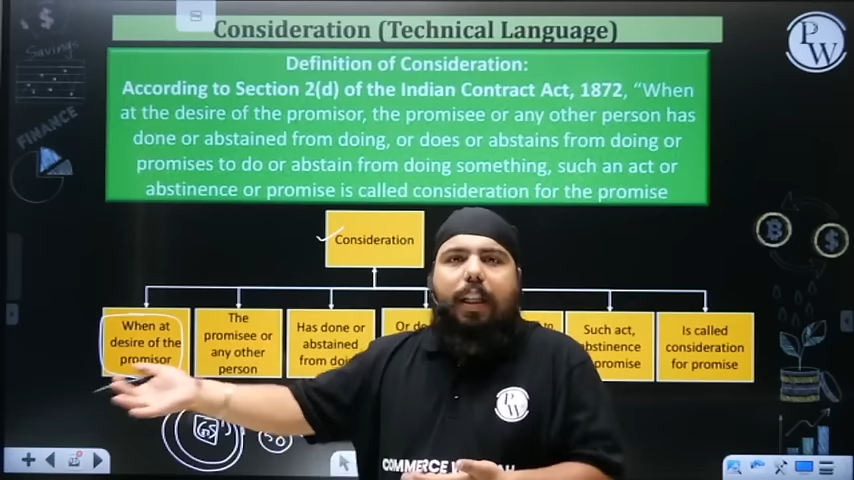 Consideration (Technical Language)
Savings
FINANCE
PW
Definition of Consideration:
According to Section 2(d) of the Indian Contract Act, 1872, “When
at the desire of the promisor, the promisee or any other person has
done or abstained from doing, or does or abstains from doing or
promises to do or abstain from doing something, such an act or
abstinence or promise is called consideration for the promise
Consideration
When at
desire of the
promisor
The
promisee or
any other
person
Has done or
abstained
from doing
Or
Such act,
abstinence
promise
Is called
consideration
for promise
PW
COMMERCE